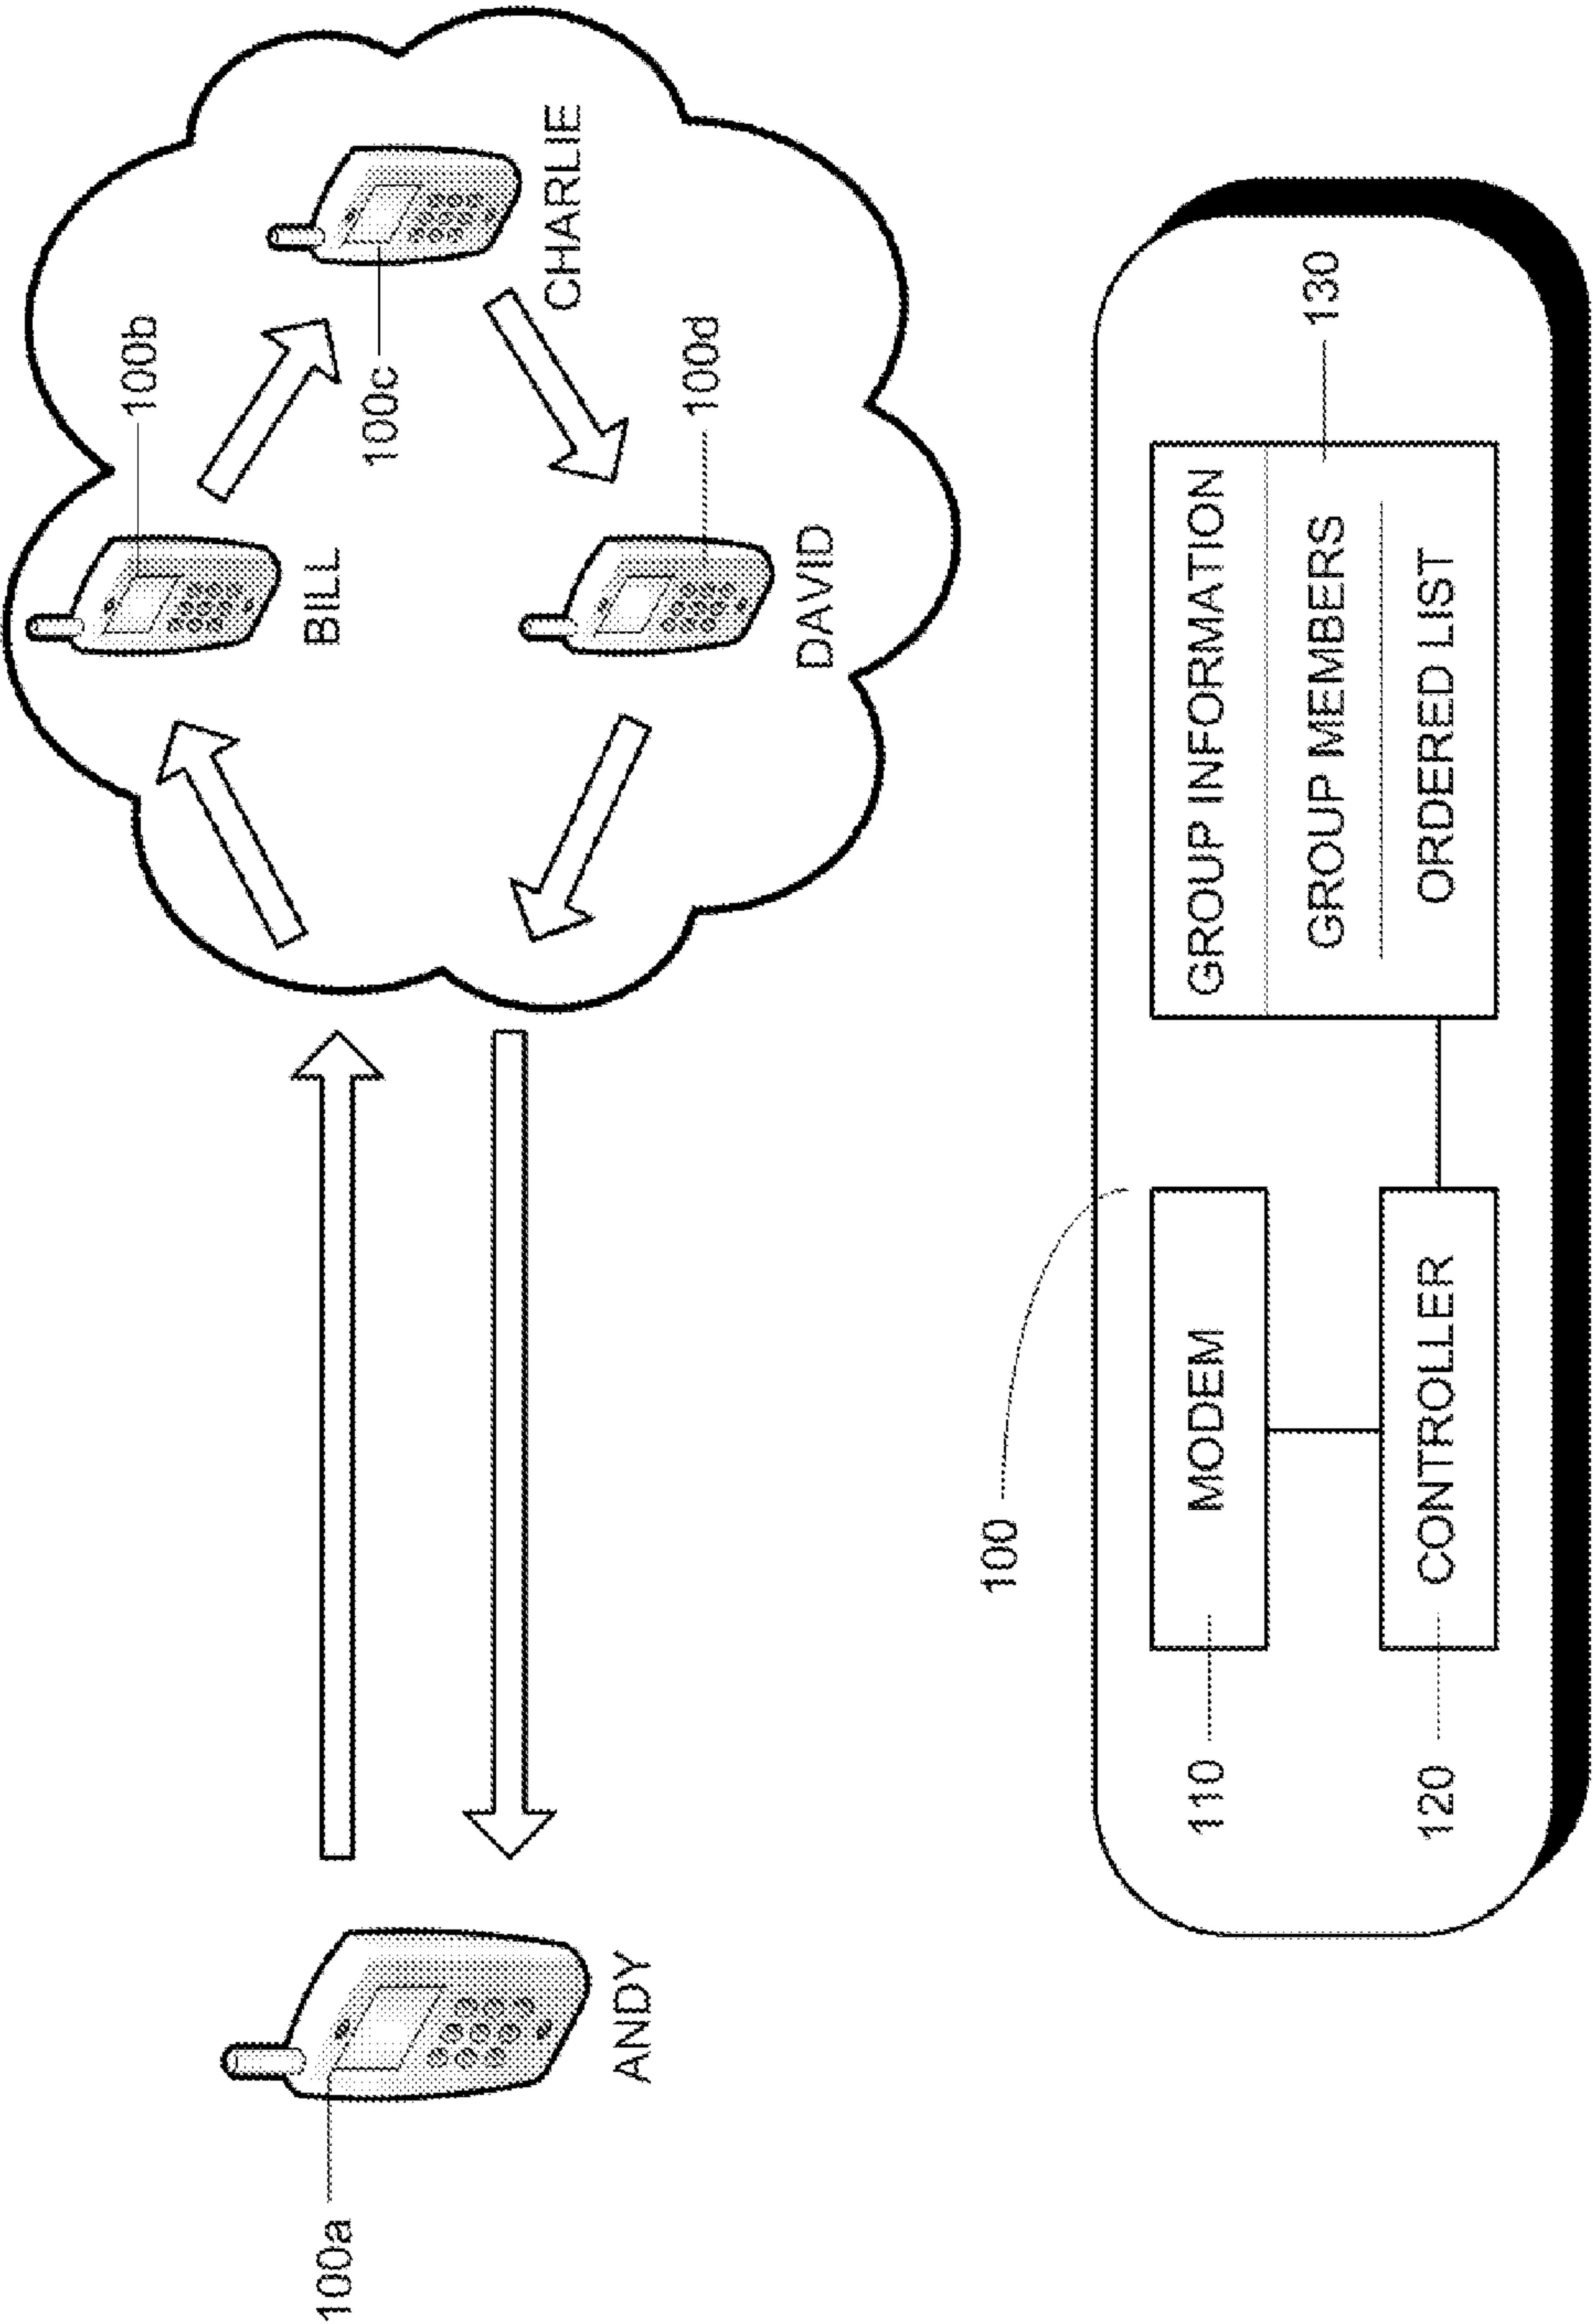 100a
ANDY
100b
BILL
100c
CHARLIE
100d
DAVID
100
110
MODEM
120
CONTROLLER
GROUP INFORMATION
GROUP MEMBERS
ORDERED LIST
130